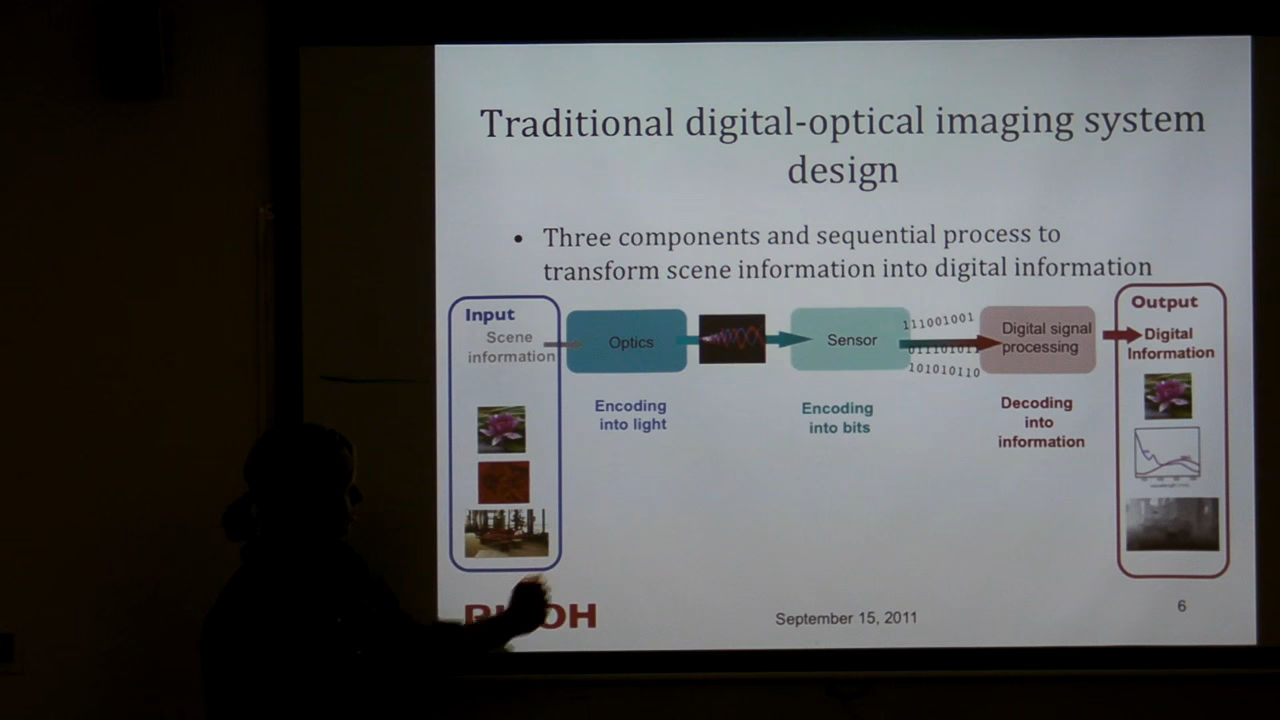 Traditional digital-optical imaging system
design
• Three components and sequential process to
transform scene information into digital information
Input
Scene
information
Optics
Sensor
111001001
011101011
101010110
Digital signal
processing
Output
Digital
Information
Encoding
into light
Encoding
into bits
Decoding
into
information
September 15, 2011
6